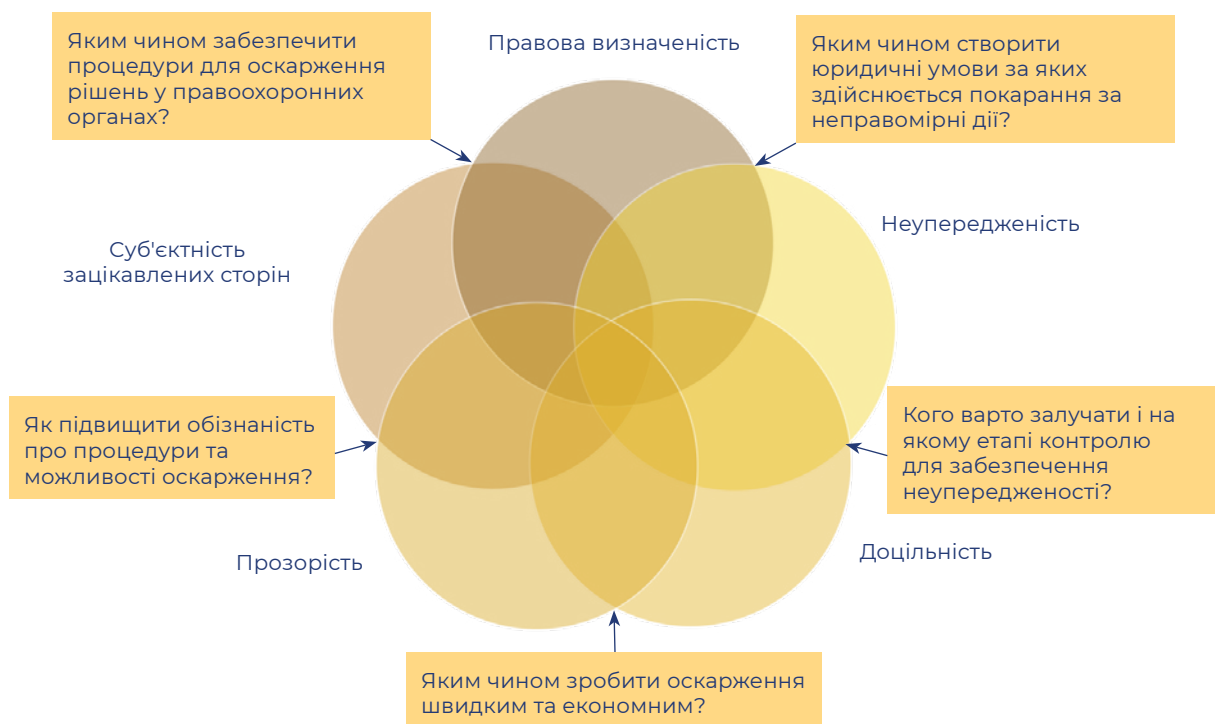 Яким чином забезпечити
процедури для оскарження
рішень у правоохоронних
органах?
Правова визначеність
Яким чином створити
юридичні умови за яких
здійснюється покарання за
неправомірні дії?
Суб'єктність
зацікавлених сторін
Неупередженість
Як підвищити обізнаність
про процедури та
можливості оскарження?
Кого варто залучати і на
якому етапі контролю
для забезпечення
неупередженості?
Прозорість
Доцільність
Яким чином зробити оскарження
швидким та економним?